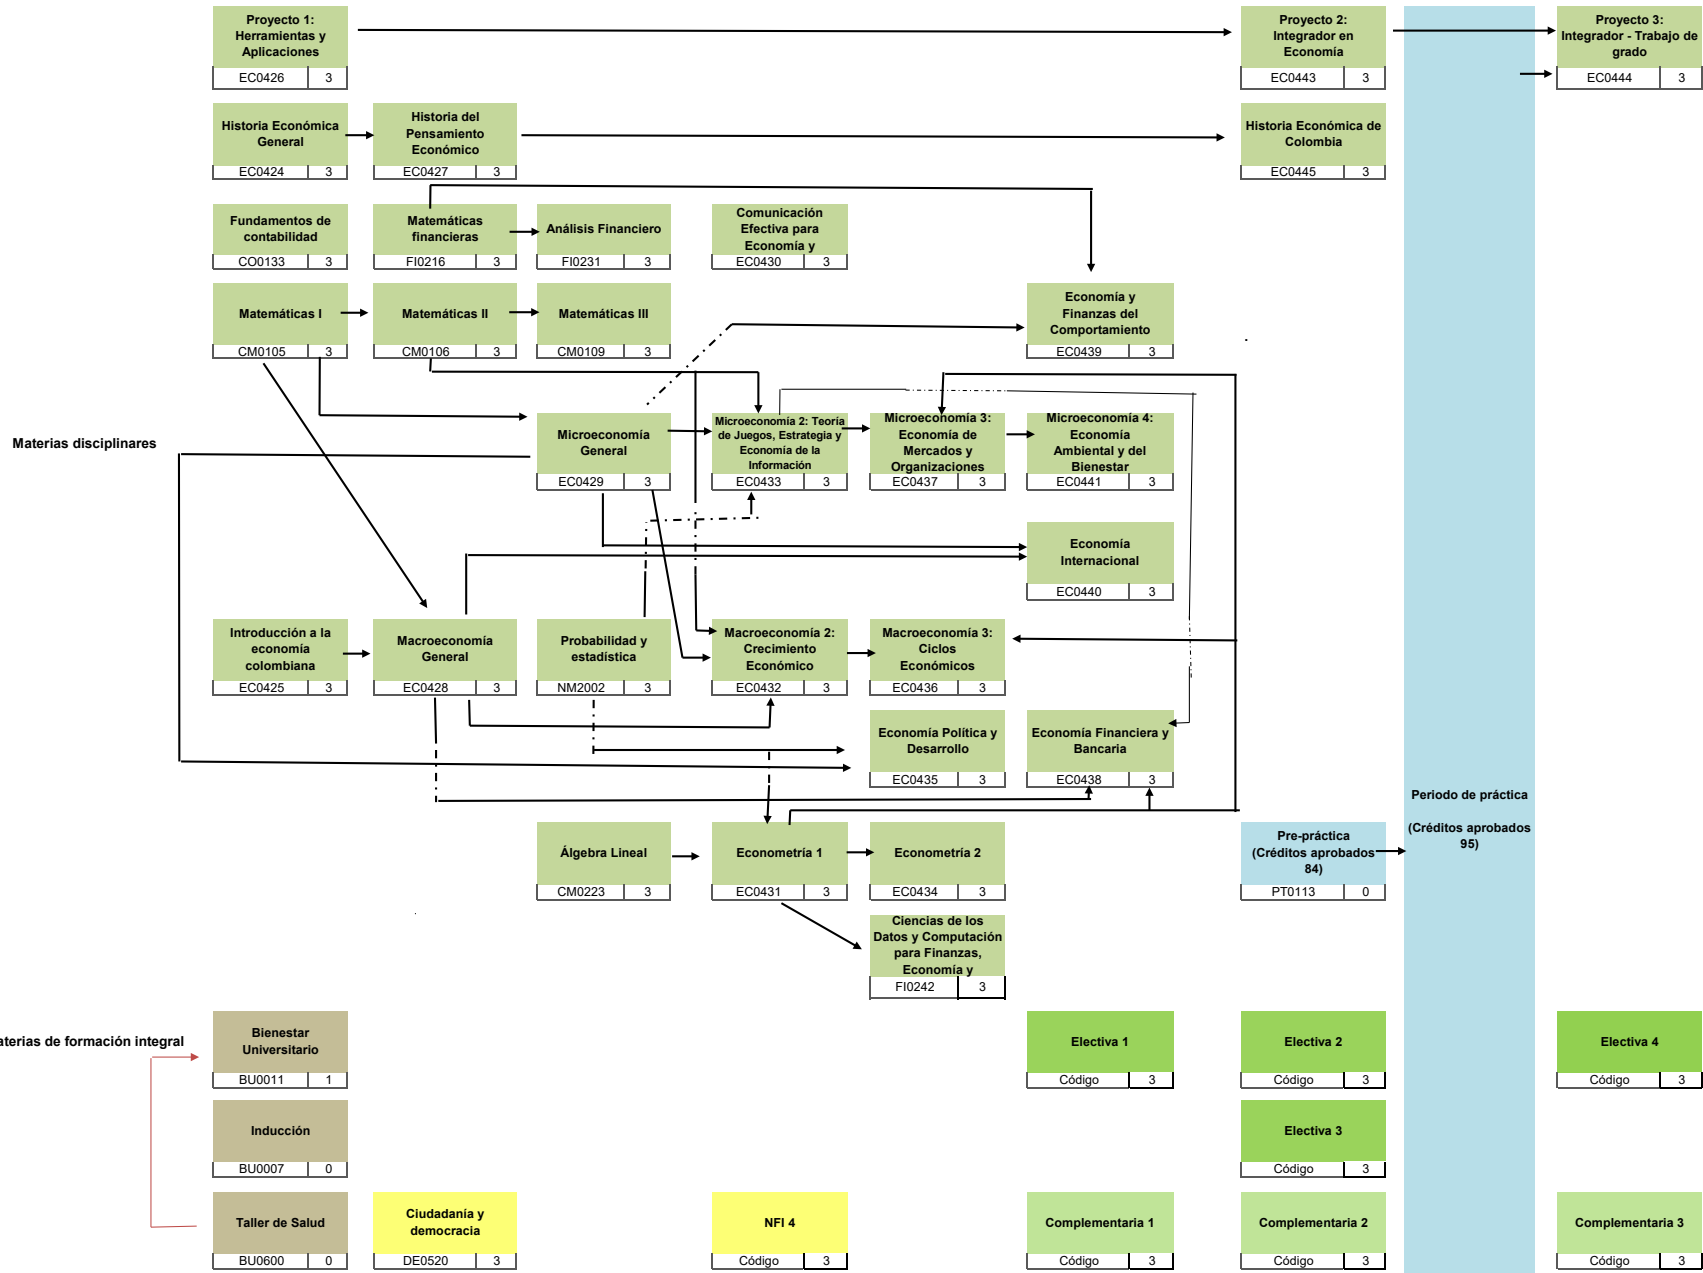 Proyecto 1:
Herramientas y
Aplicaciones
EC0426 3
Proyecto 2:
Integrador en
Economía
EC0443 3
Proyecto 3:
Integrador - Trabajo de
grado
EC0444 3
Historia Económica
General
EC0424 3
Historia del
Pensamiento
Económico
EC0427 3
Historia Económica de
Colombia
EC0445 3
Fundamentos de
contabilidad
CO0133 3
Matemáticas
financieras
FI0216 3
Análisis Financiero
FI0231 3
Comunicación
Efectiva para
Economía y
EC0430 3
Matemáticas I
CM0105 3
Matemáticas II
CM0106 3
Matemáticas III
CM0109 3
Economía y
Finanzas del
Comportamiento
EC0439 3
Materias disciplinares
Microeconomía
General
EC0429 3
Microeconomía 2: Teoría
de Juegos, Estrategia y
Economía de la
Información
EC0433 3
Microeconomía 3:
Economía de
Mercados y
Organizaciones
EC0437 3
Microeconomía 4:
Economía
Ambiental y del
Bienestar
EC0441 3
Economía
Internacional
EC0440 3
Introducción a la
economía
colombiana
EC0425 3
Macroeconomía
General
EC0428 3
Probabilidad y
estadística
NM2002 3
Macroeconomía 2:
Crecimiento
Económico
EC0432 3
Macroeconomía 3:
Ciclos
Económicos
EC0436 3
Economía Política y
Desarrollo
EC0435 3
Economía Financiera y
Bancaria
EC0438 3
Periodo de práctica
(Créditos aprobados
95)
Álgebra Lineal
CM0223 3
Econometría 1
EC0431 3
Econometría 2
EC0434 3
Pre-práctica
(Créditos aprobados
84)
PT0113 0
Ciencias de los
Datos y Computación
para Finanzas,
Economía y
FI0242 3
aterias de formación integral
Bienestar
Universitario
BU0011 1
Electiva 1
Código 3
Electiva 2
Código 3
Electiva 4
Código 3
Inducción
BU0007 0
Electiva 3
Código 3
Taller de Salud
BU0600 0
Ciudadanía y
democracia
DE0520 3
NFI 4
Código 3
Complementaria 1
Código 3
Complementaria 2
Código 3
Complementaria 3
Código 3